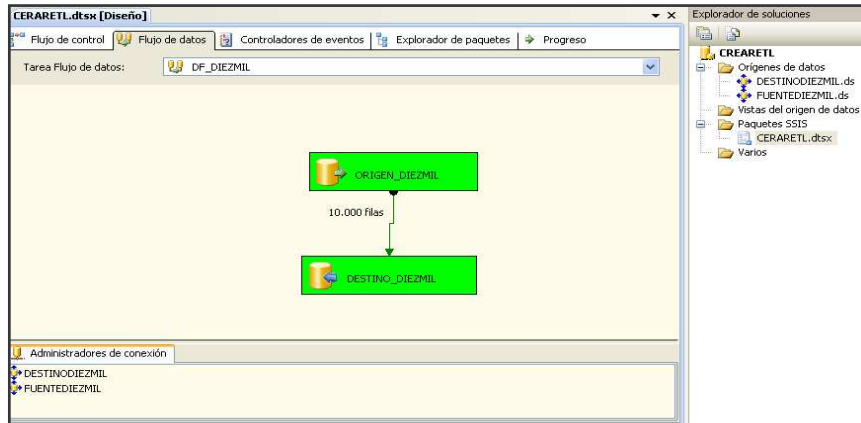 CERARETL.dtsx [Diseño]
Flujo de control
Flujo de datos
Controladores de eventos
Explorador de paquetes
Progreso
Tarea Flujo de datos:
DF_DIEZMIL
ORIGEN_DIEZMIL
10.000 filas
DESTINO_DIEZMIL
Administradores de conexión
DESTINODIEZMIL
FUENTEDIEZMIL
Explorador de soluciones
CREARETL
Orígenes de datos
DESTINODIEZMIL.ds
FUENTEDIEZMIL.ds
Vistas del origen de datos
Paquetes SSIS
CERARETL.dtsx
Varios